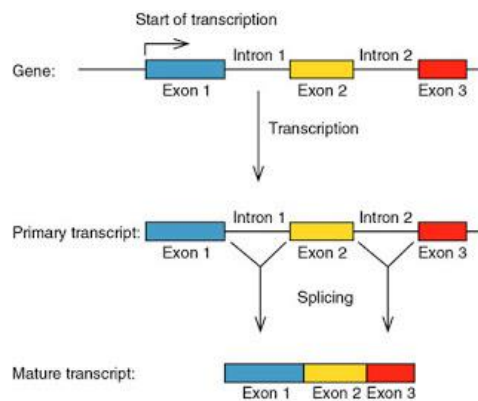 Start of transcription
Gene:
Intron 1
Intron 2
Exon 1
Exon 2
Exon 3
Transcription
Primary transcript:
Intron 1
Intron 2
Exon 1
Exon 2
Exon 3
Splicing
Mature transcript:
Exon 1
Exon 2
Exon 3